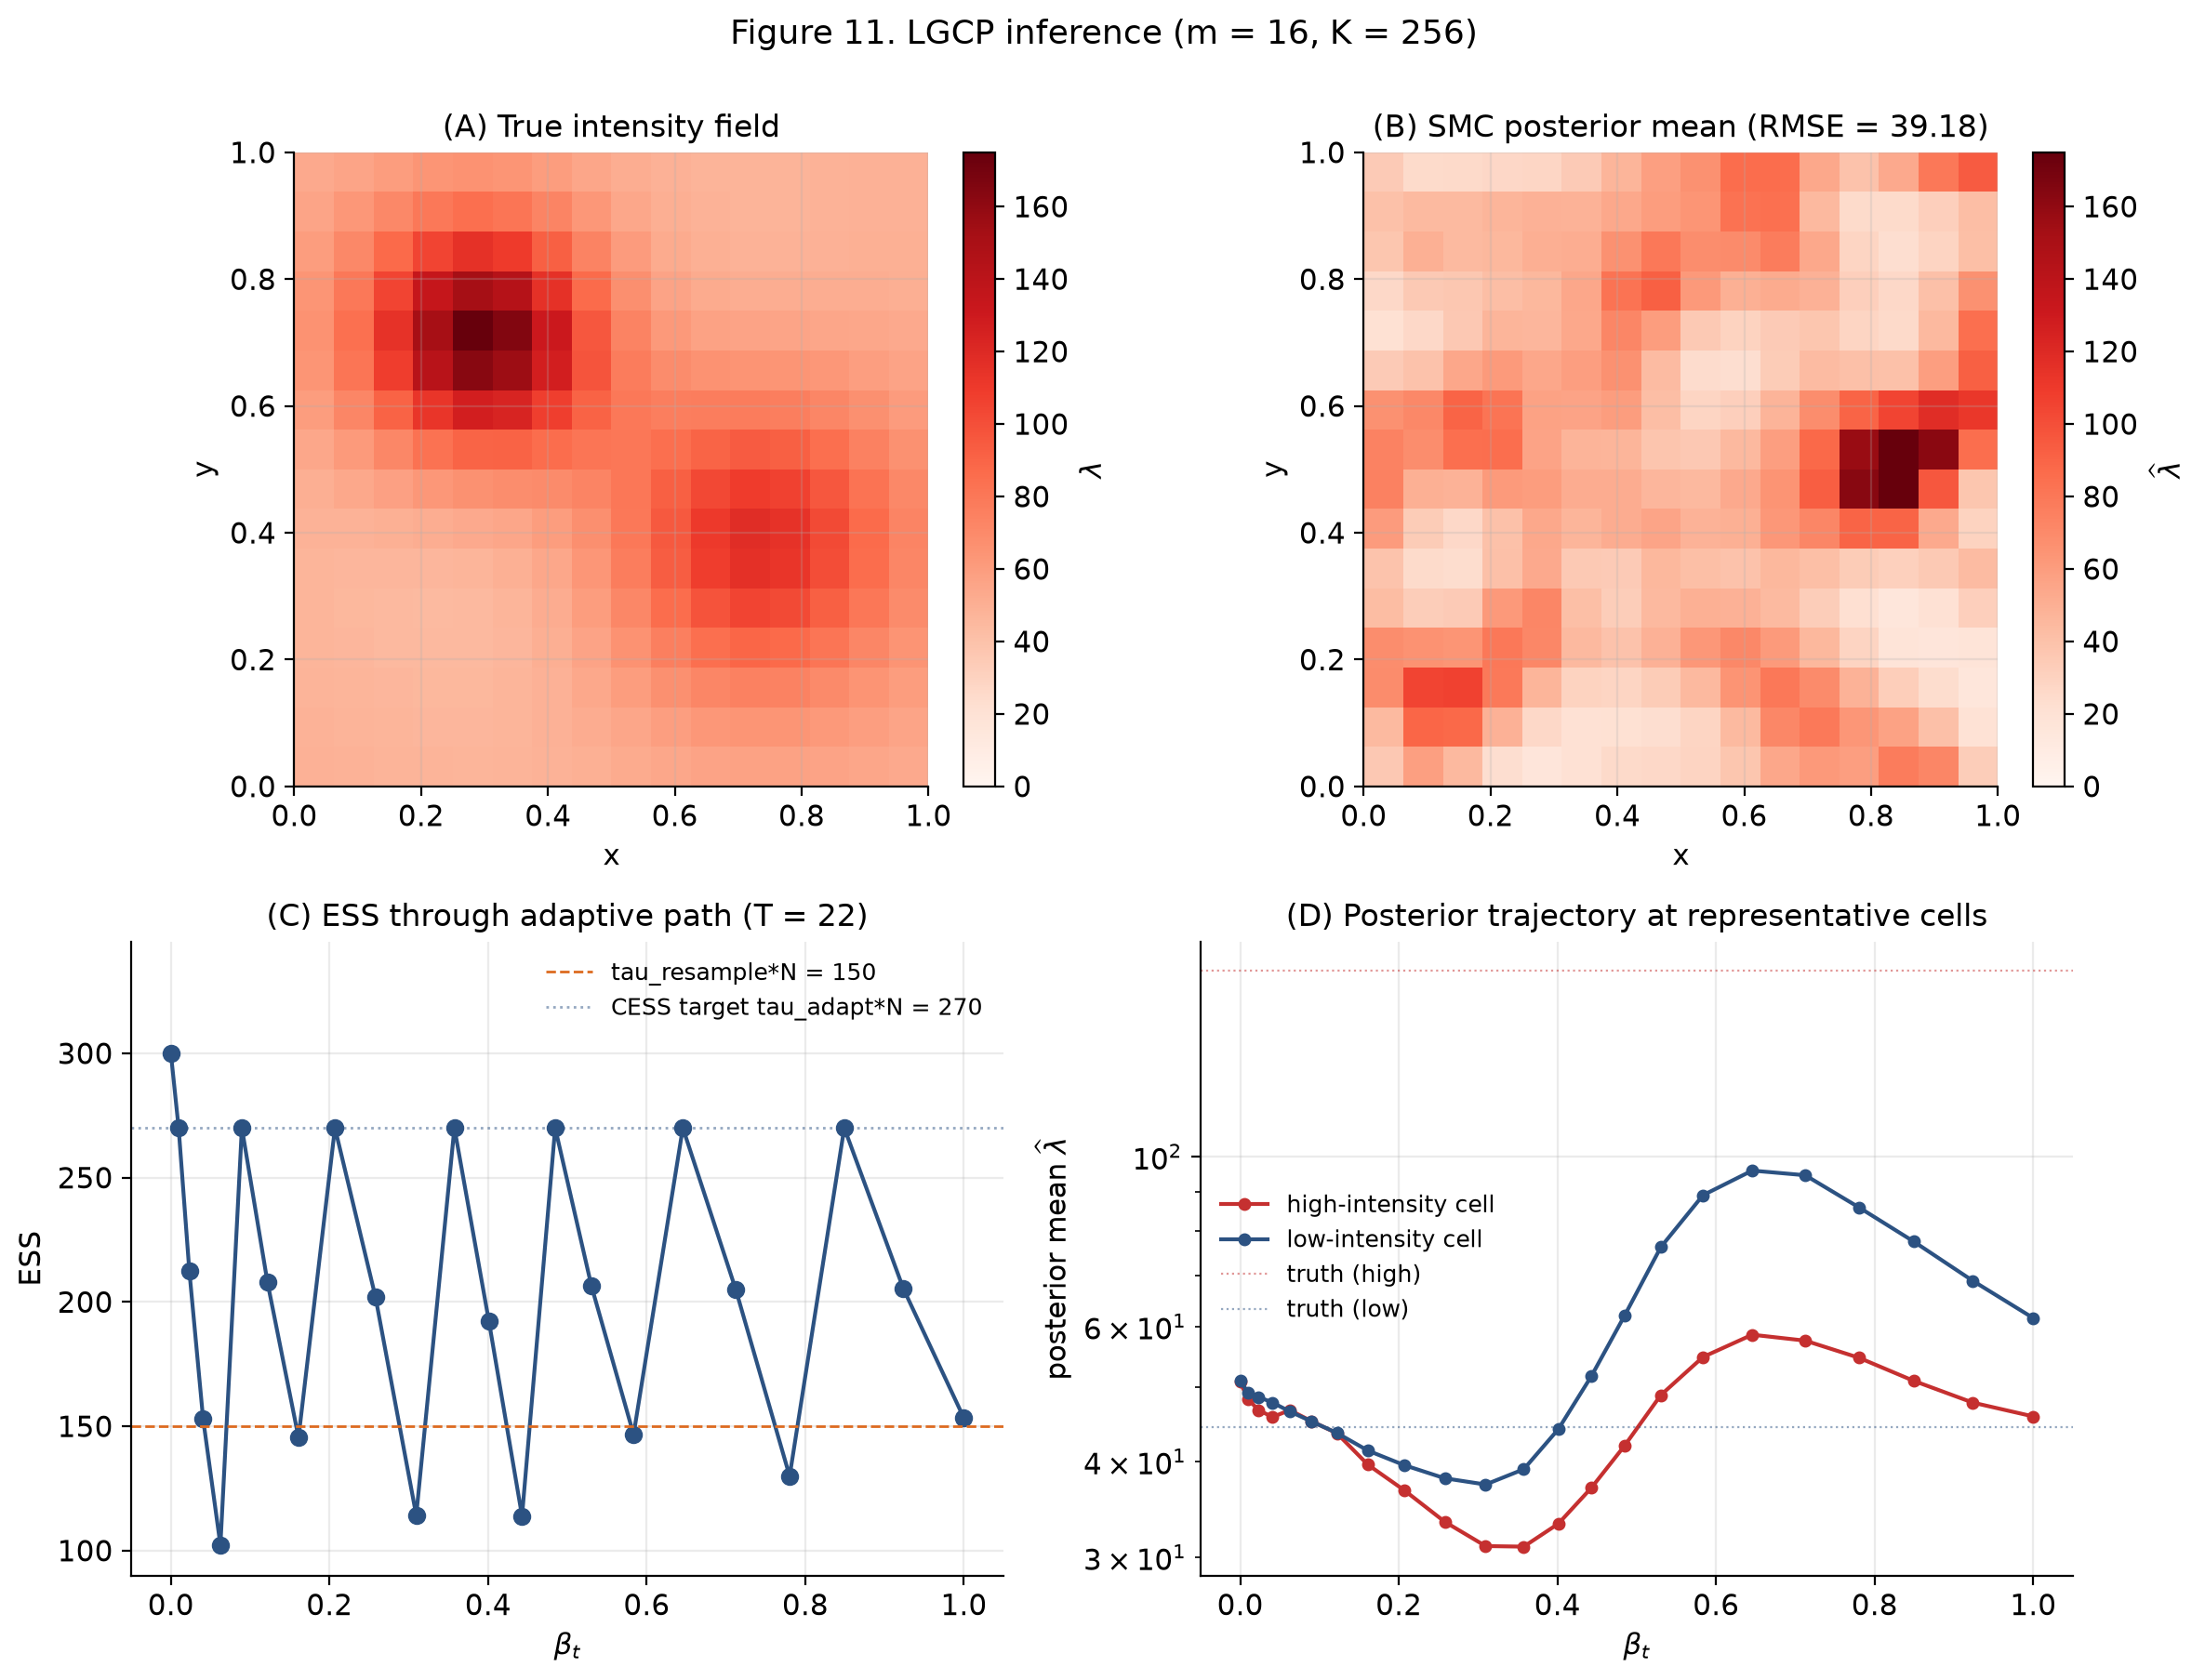 Figure 11. LGCP inference (m = 16, K = 256)
(A) True intensity field
1.0
0.8
0.6
0.4
0.2
0.0
y
0.0 0.2 0.4 0.6 0.8 1.0
x
160
140
120
100
80
60
40
20
0
λ
(B) SMC posterior mean (RMSE = 39.18)
1.0
0.8
0.6
0.4
0.2
0.0
y
0.0 0.2 0.4 0.6 0.8 1.0
x
160
140
120
100
80
60
40
20
0
λ̂
(C) ESS through adaptive path (T = 22)
tau_resample*N = 150
CESS target tau_adapt*N = 270
300
250
200
150
100
ESS
0.0 0.2 0.4 0.6 0.8 1.0
βₜ
(D) Posterior trajectory at representative cells
10²
6 × 10¹
4 × 10¹
3 × 10¹
posterior mean λ̂
high-intensity cell
low-intensity cell
truth (high)
truth (low)
0.0 0.2 0.4 0.6 0.8 1.0
βₜ